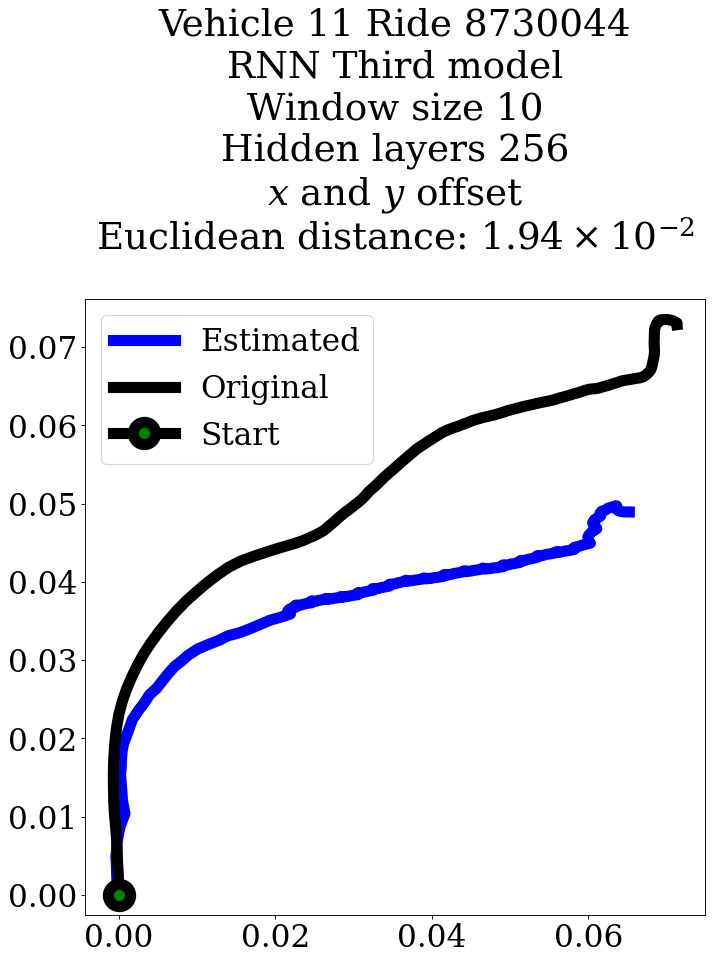 Vehicle 11 Ride 8730044
RNN Third model
Window size 10
Hidden layers 256
x and y offset
Euclidean distance: 1.94 × 10⁻²
Estimated
Original
Start
0.07
0.06
0.05
0.04
0.03
0.02
0.01
0.00
0.00 0.02 0.04 0.06